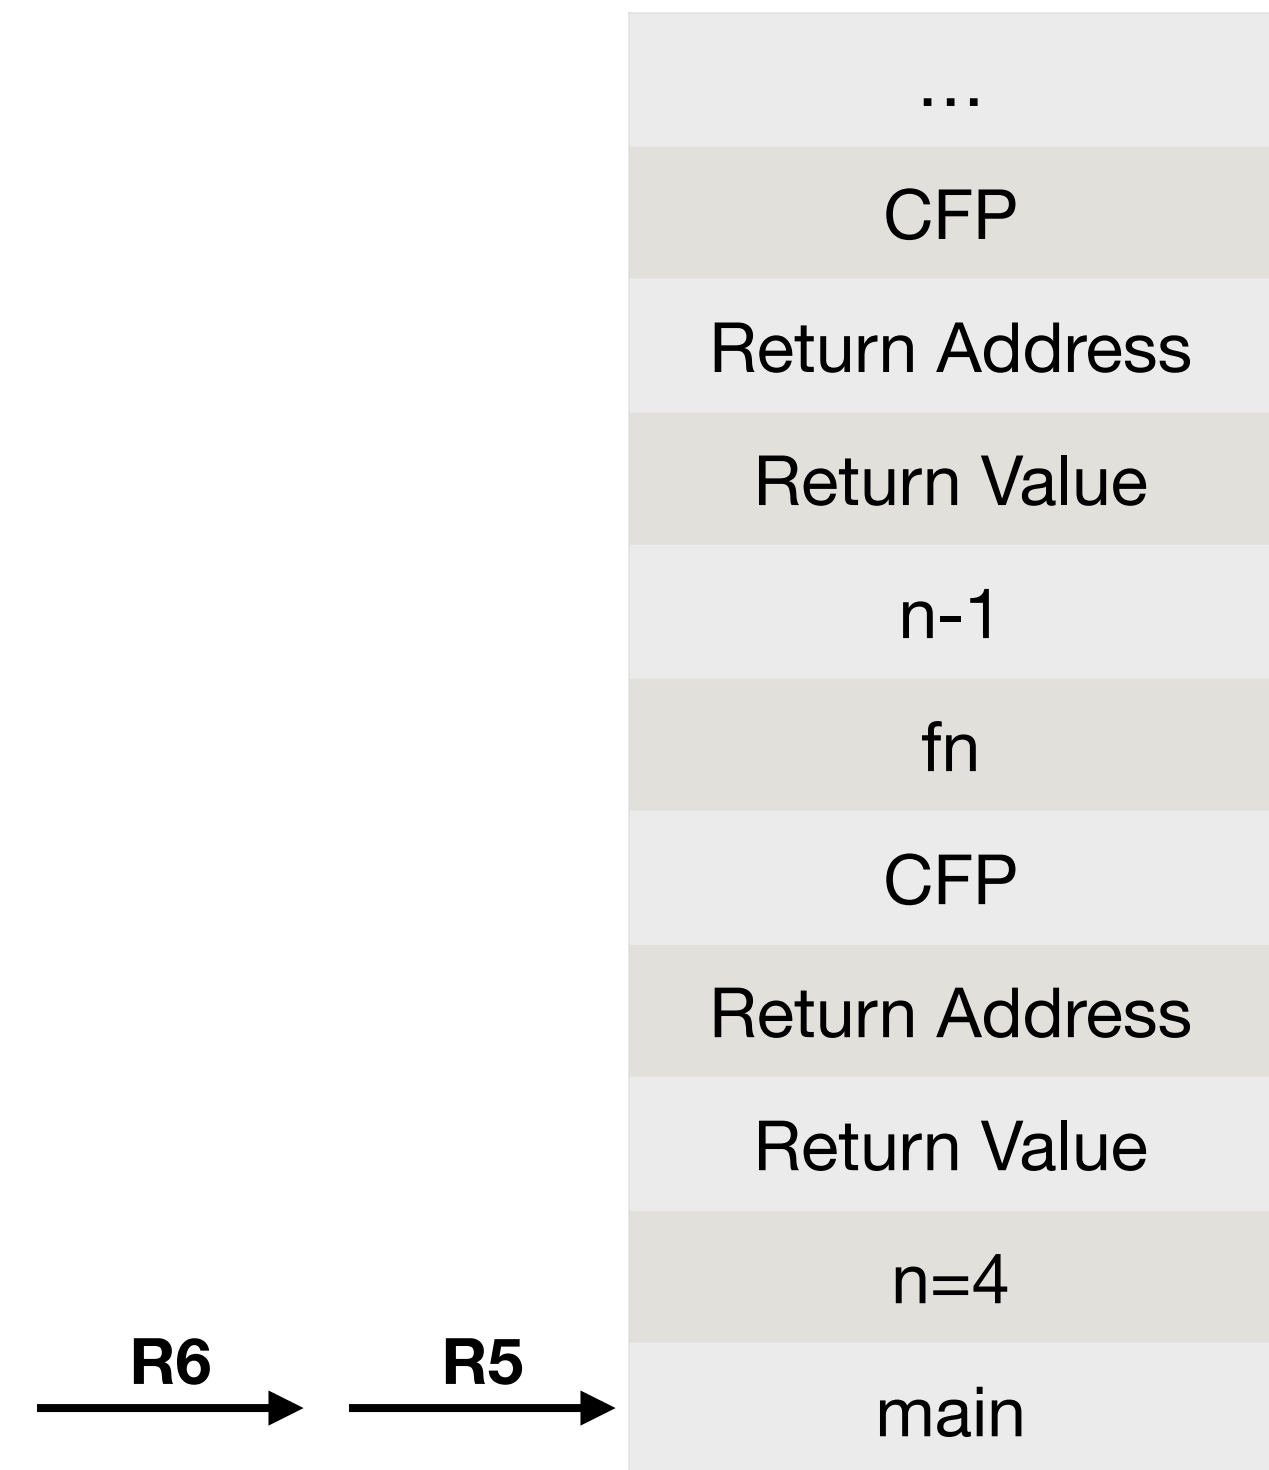 ...
CFP
Return Address
Return Value
n-1
fn
CFP
Return Address
Return Value
n=4
R6 R5
main